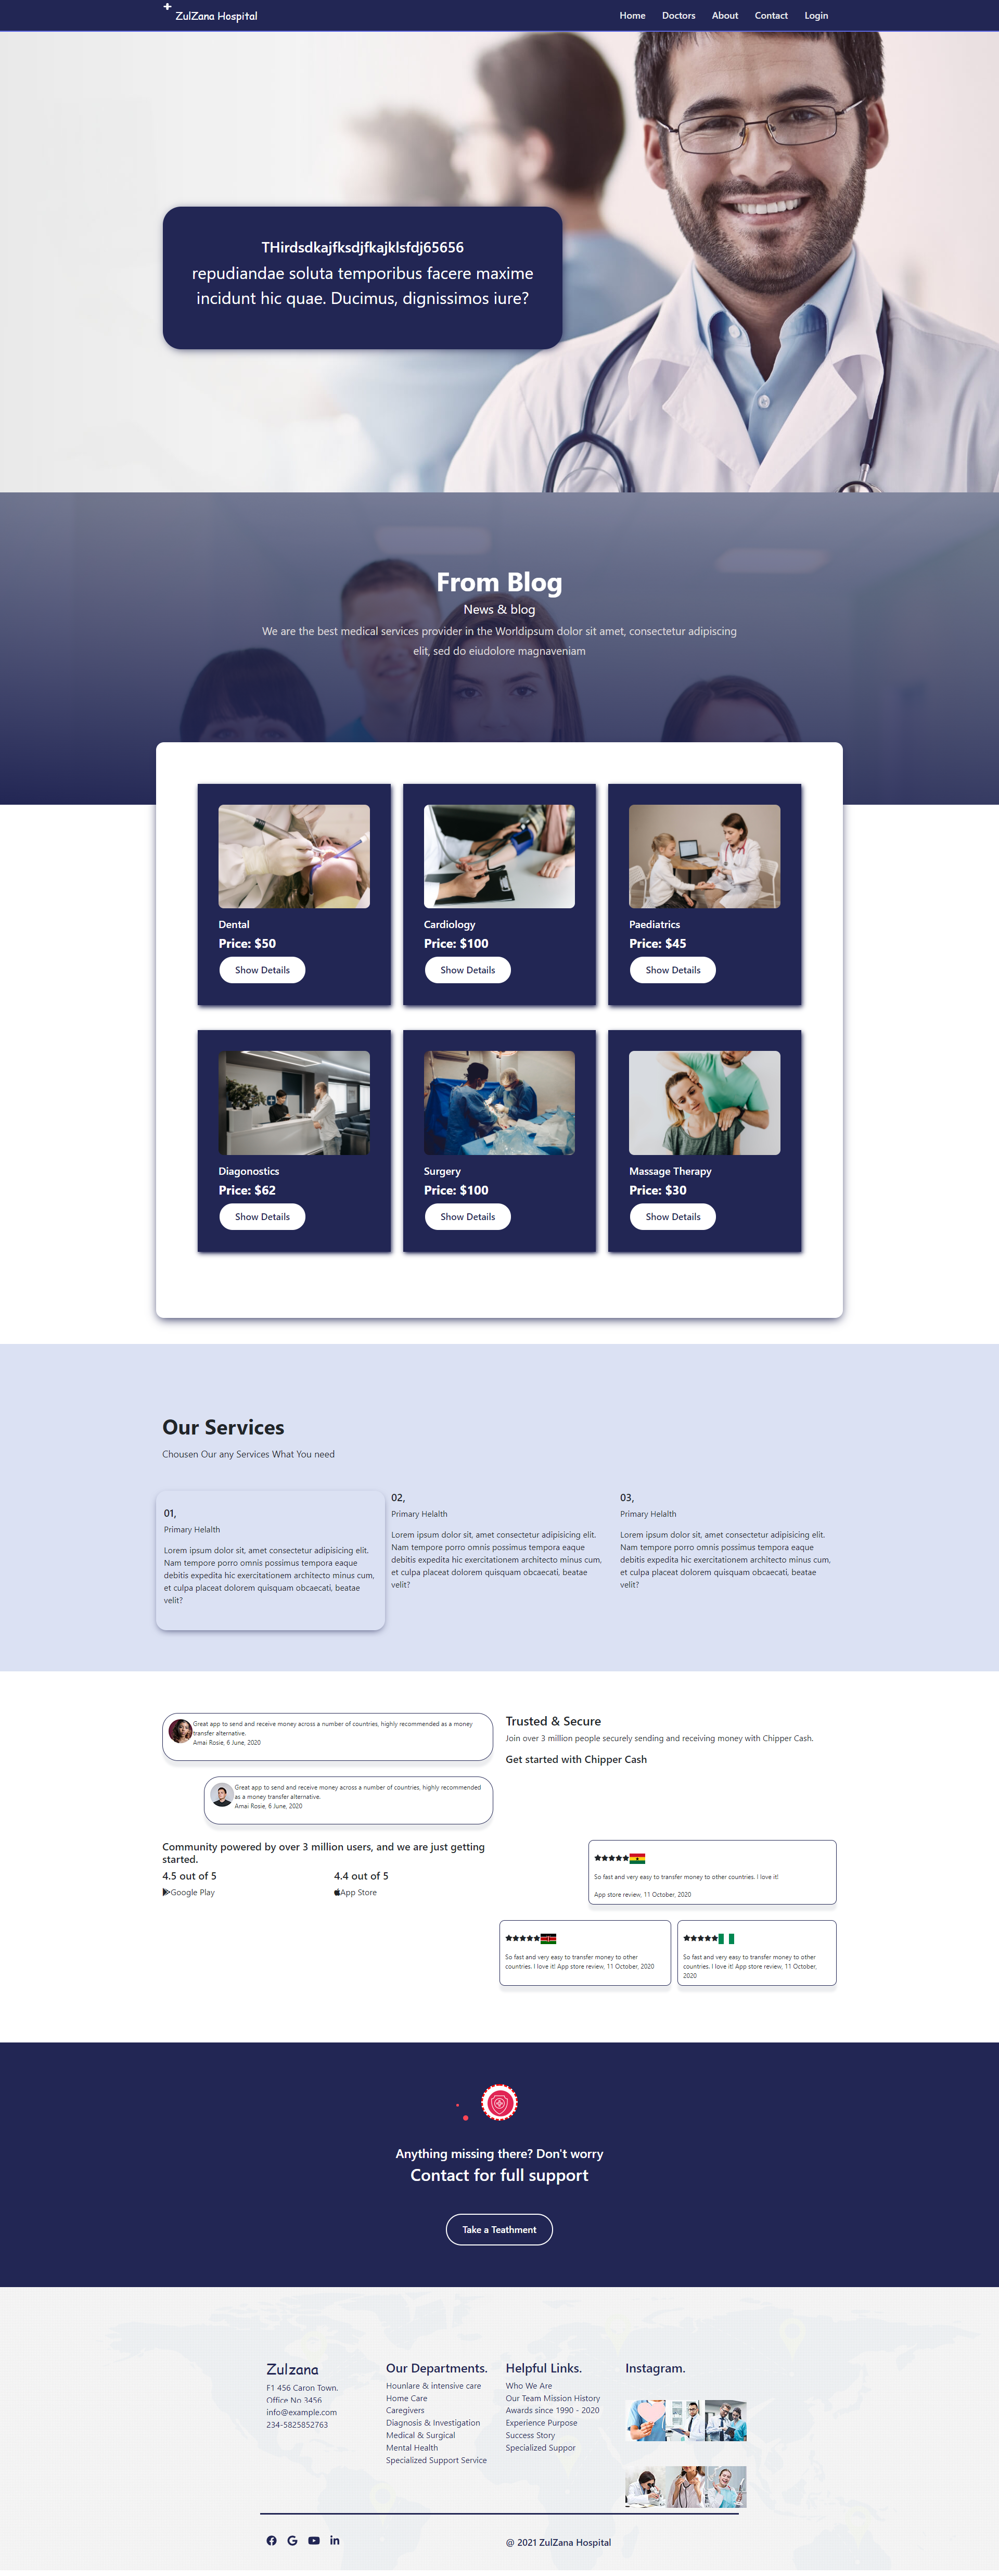 ZulZana Hospital
Home Doctors About Contact Login
THirdsdkajfksdjfkajklsfdj65656
repudiandae soluta temporibus facere maxime
incidunt hic quae. Ducimus, dignissimos iure?
From Blog
News & blog
We are the best medical services provider in the Worldipsum dolor sit amet, consectetur adipiscing
elit, sed do eiudolore magnaveniam
Dental
Price: $50
Show Details
Cardiology
Price: $100
Show Details
Paediatrics
Price: $45
Show Details
Diagonostics
Price: $62
Show Details
Surgery
Price: $100
Show Details
Massage Therapy
Price: $30
Show Details
Our Services
Chousen Our any Services What You need
01,
Primary Helalth
Lorem ipsum dolor sit, amet consectetur adipisicing elit.
Nam tempore porro omnis possimus tempora eaque
debitis expedita hic exercitationem architecto minus cum,
et culpa placeat dolorem quisquam obcaecati, beatae
velit?
02,
Primary Helalth
Lorem ipsum dolor sit, amet consectetur adipisicing elit.
Nam tempore porro omnis possimus tempora eaque
debitis expedita hic exercitationem architecto minus cum,
et culpa placeat dolorem quisquam obcaecati, beatae
velit?
03,
Primary Helalth
Lorem ipsum dolor sit, amet consectetur adipisicing elit.
Nam tempore porro omnis possimus tempora eaque
debitis expedita hic exercitationem architecto minus cum,
et culpa placeat dolorem quisquam obcaecati, beatae
velit?
Great app to send and receive money across a number of countries, highly recommended as a money
transfer alternative.
Amai Rosie, 6 June, 2020
Great app to send and receive money across a number of countries, highly recommended
as a money transfer alternative.
Amai Rosie, 6 June, 2020
Trusted & Secure
Join over 3 million people securely sending and receiving money with Chipper Cash.
Get started with Chipper Cash
Community powered by over 3 million users, and we are just getting
started.
4.5 out of 5
Google Play
4.4 out of 5
App Store
So fast and very easy to transfer money to other countries. I love it!
App store review, 11 October, 2020
So fast and very easy to transfer money to other
countries. I love it! App store review, 11 October, 2020
So fast and very easy to transfer money to other
countries. I love it! App store review, 11 October,
2020
Anything missing there? Don't worry
Contact for full support
Take a Teathment
Zulzana
F1 456 Caron Town.
Office No 3456
info@example.com
234-5825852763
Our Departments.
Hounlare & intensive care
Home Care
Caregivers
Diagnosis & Investigation
Medical & Surgical
Mental Health
Specialized Support Service
Helpful Links.
Who We Are
Our Team Mission History
Awards since 1990 - 2020
Experience Purpose
Success Story
Specialized Suppor
Instagram.
@ 2021 ZulZana Hospital